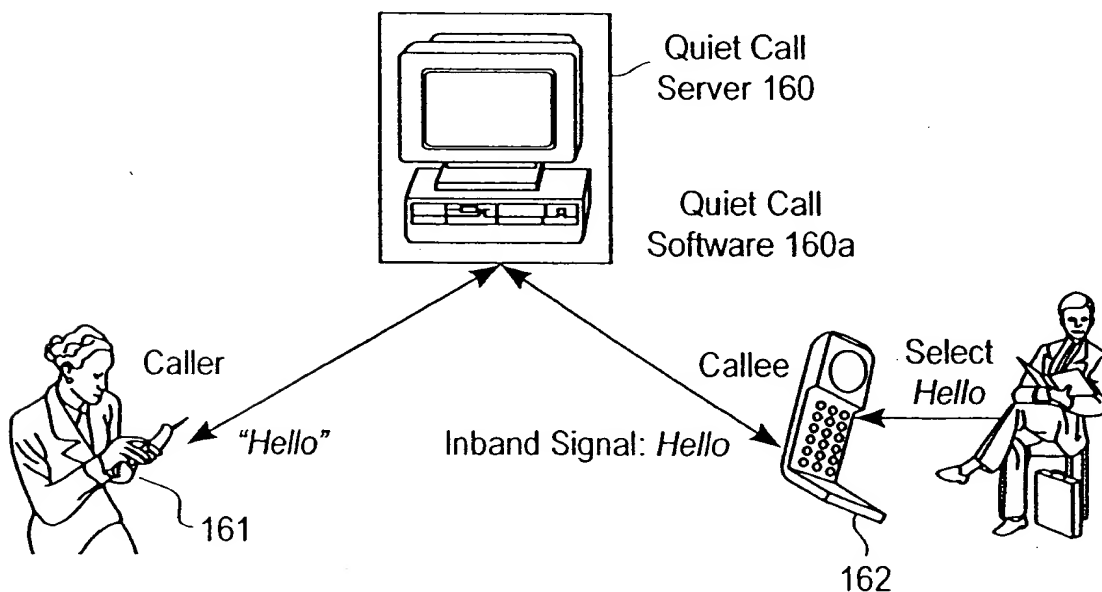 Quiet Call
Server 160
Quiet Call
Software 160a
Caller
Callee
Select
Hello
"Hello"
Inband Signal: Hello
161
162